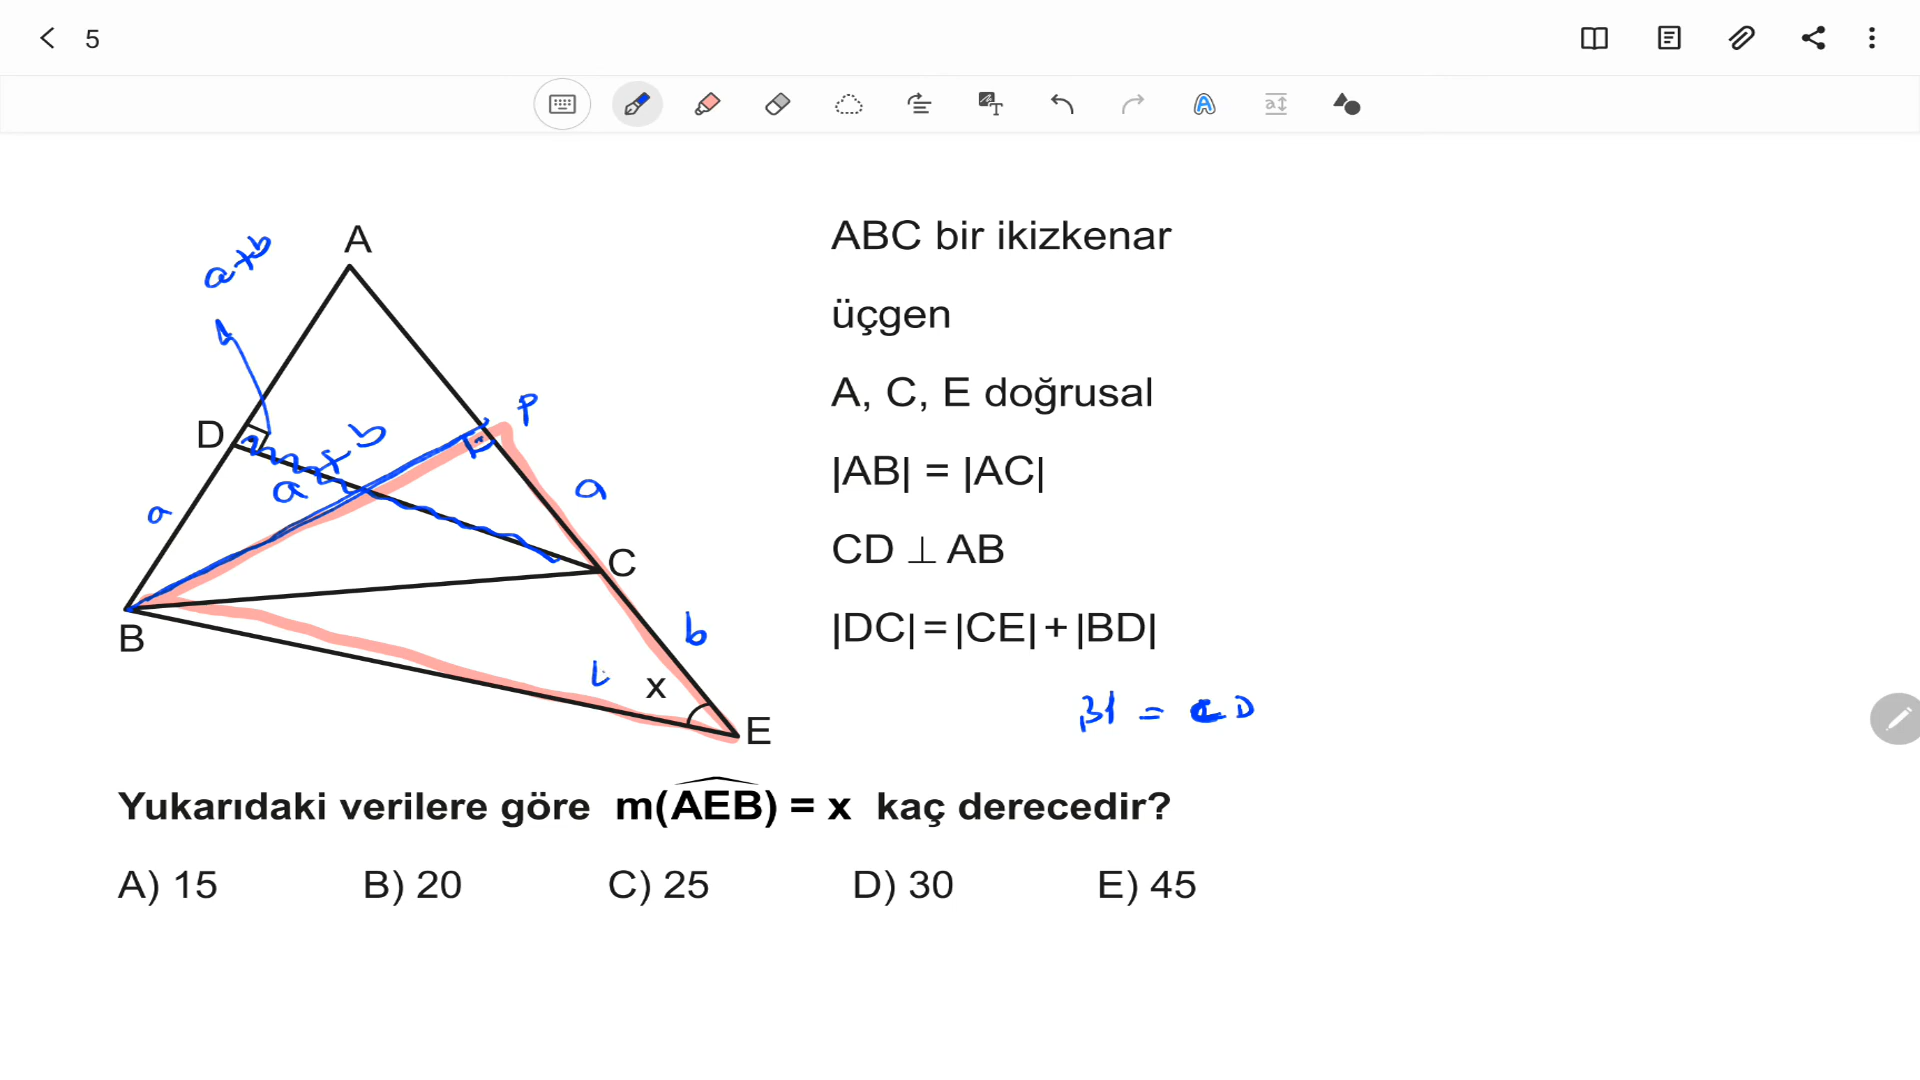 5
A
a+b
D
a+b
P
a
a
C
B
b
x
E
ABC bir ikizkenar
üçgen
A, C, E doğrusal
|AB| = |AC|
CD ⊥ AB
|DC| = |CE| + |BD|
= CD
Yukarıdaki verilere göre m(AEB) = x kaç derecedir?
A) 15 B) 20 C) 25 D) 30 E) 45